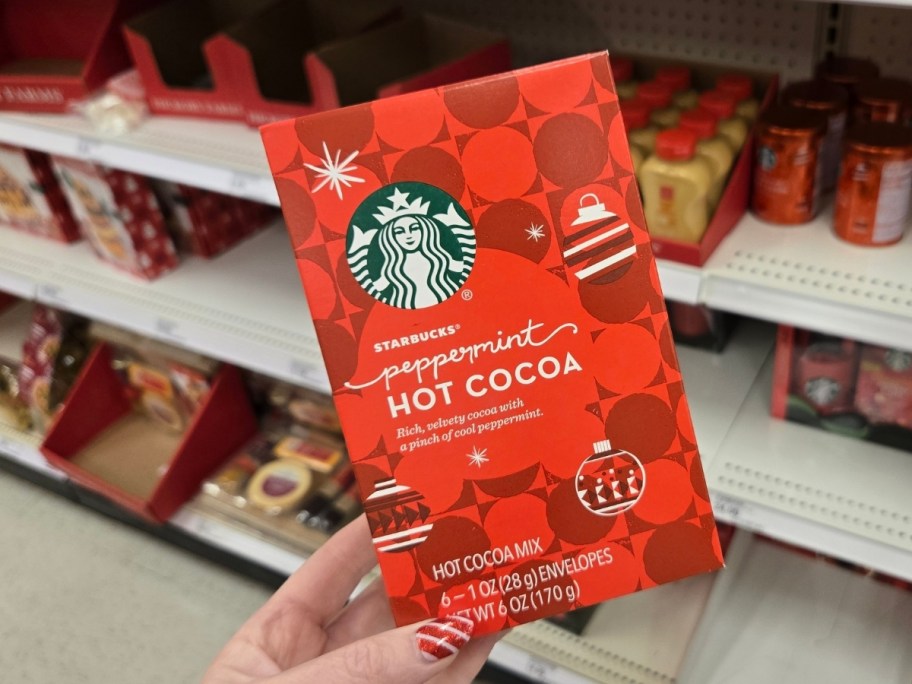 STARBUCKS®
peppermint
HOT COCOA
Rich, velvety cocoa with
a pinch of cool peppermint.
HOT COCOA MIX
6 – 1 OZ (28 g) ENVELOPES
NET WT 6 OZ (170 g)
FARMS